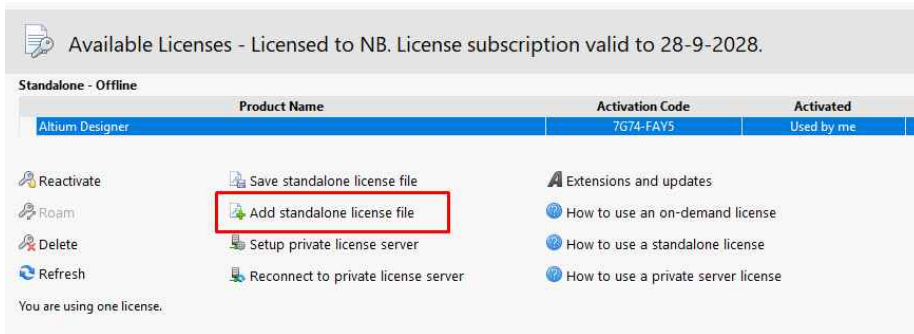 Available Licenses - Licensed to NB. License subscription valid to 28-9-2028.
Standalone - Offline
Product Name Activation Code Activated
Altium Designer 7G74-FAY5 Used by me
Reactivate Save standalone license file Extensions and updates
Roam Add standalone license file How to use an on-demand license
Delete Setup private license server How to use a standalone license
Refresh Reconnect to private license server How to use a private server license
You are using one license.